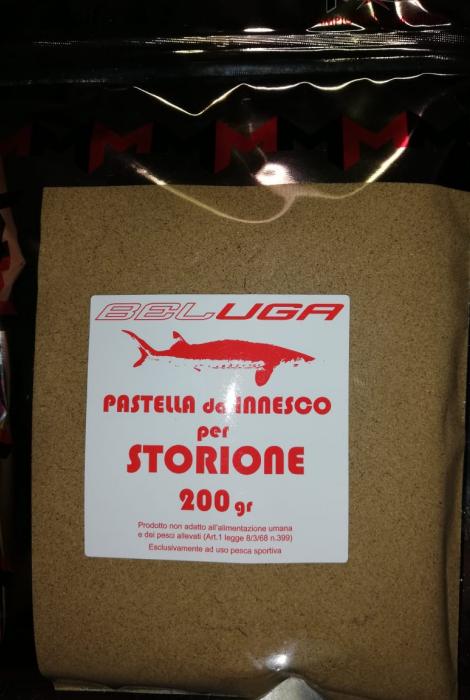 BELUGA
PASTELLA da INNESCO
per
STORIONE
200 gr
Prodotto non adatto all'alimentazione umana
e dei pesci allevati (Art.1 legge 8/3/68 n.399)
Esclusivamente ad uso pesca sportiva